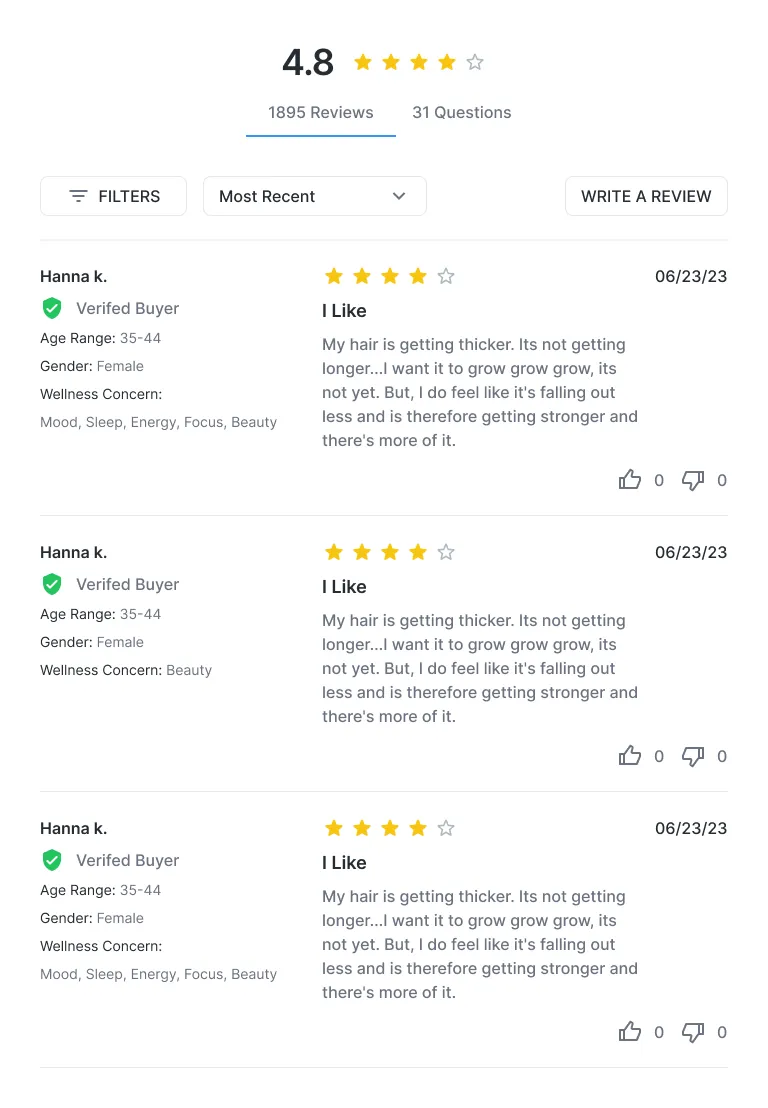 4.8
1895 Reviews 31 Questions
FILTERS Most Recent WRITE A REVIEW
Hanna k.
Verifed Buyer
Age Range: 35-44
Gender: Female
Wellness Concern:
Mood, Sleep, Energy, Focus, Beauty
06/23/23
I Like
My hair is getting thicker. Its not getting
longer...I want it to grow grow grow, its
not yet. But, I do feel like it's falling out
less and is therefore getting stronger and
there's more of it.
0 0
Hanna k.
Verifed Buyer
Age Range: 35-44
Gender: Female
Wellness Concern: Beauty
06/23/23
I Like
My hair is getting thicker. Its not getting
longer...I want it to grow grow grow, its
not yet. But, I do feel like it's falling out
less and is therefore getting stronger and
there's more of it.
0 0
Hanna k.
Verifed Buyer
Age Range: 35-44
Gender: Female
Wellness Concern:
Mood, Sleep, Energy, Focus, Beauty
06/23/23
I Like
My hair is getting thicker. Its not getting
longer...I want it to grow grow grow, its
not yet. But, I do feel like it's falling out
less and is therefore getting stronger and
there's more of it.
0 0